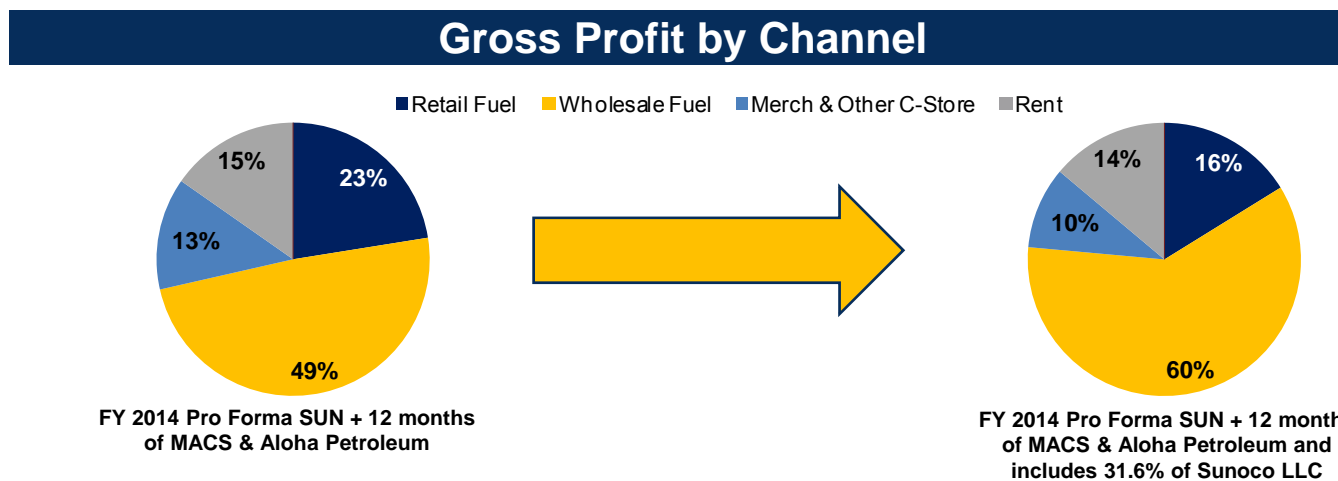 Gross Profit by Channel
Retail Fuel Wholesale Fuel Merch & Other C-Store Rent
15% 23%
13%
49%
FY 2014 Pro Forma SUN + 12 months
of MACS & Aloha Petroleum
14% 16%
10%
60%
FY 2014 Pro Forma SUN + 12 month
of MACS & Aloha Petroleum and
includes 31.6% of Sunoco LLC